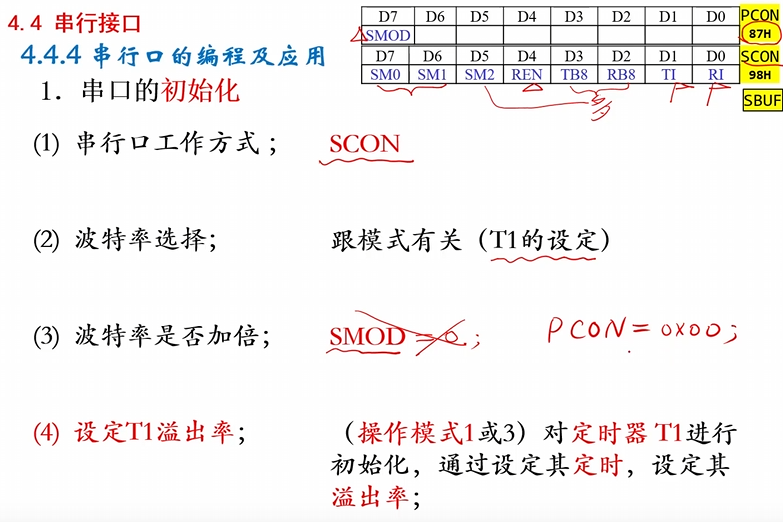 4.4 串行接口
4.4.4 串行口的编程及应用
D7 D6 D5 D4 D3 D2 D1 D0 PCON
SMOD 87H
D7 D6 D5 D4 D3 D2 D1 D0 SCON
SM0 SM1 SM2 REN TB8 RB8 TI RI 98H
SBUF
多
1. 串口的初始化
(1) 串行口工作方式； SCON
(2) 波特率选择； 跟模式有关（T1的设定）
(3) 波特率是否加倍； SMOD = 0; PCON = 0x00;
(4) 设定T1溢出率； （操作模式1或3）对定时器 T1进行
初始化，通过设定其定时，设定其
溢出率；